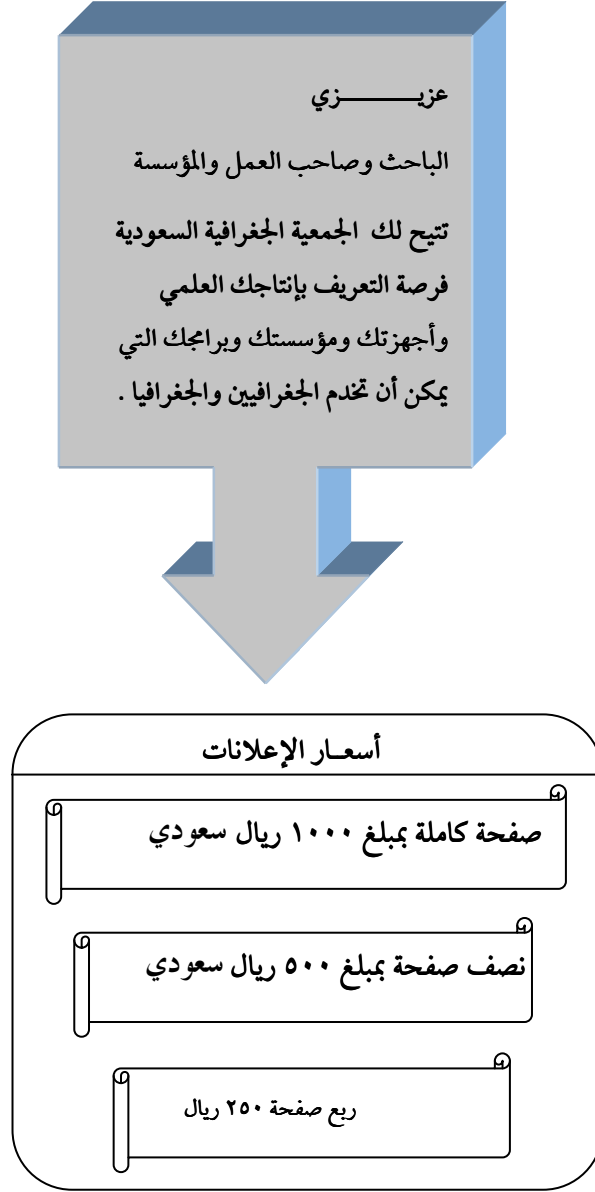 عزيـــــــــزي
الباحث وصاحب العمل والمؤسسة
تتيح لك الجمعية الجغرافية السعودية
فرصة التعريف بإنتاجك العلمي
وأجهزتك ومؤسستك وبرامجك التي
يمكن أن تخدم الجغرافيين والجغرافيا .
أسعــار الإعلانات
صفحة كاملة بمبلغ ١٠٠٠ ريال سعودي
نصف صفحة بمبلغ ٥٠٠ ريال سعودي
ربع صفحة ٢٥٠ ريال